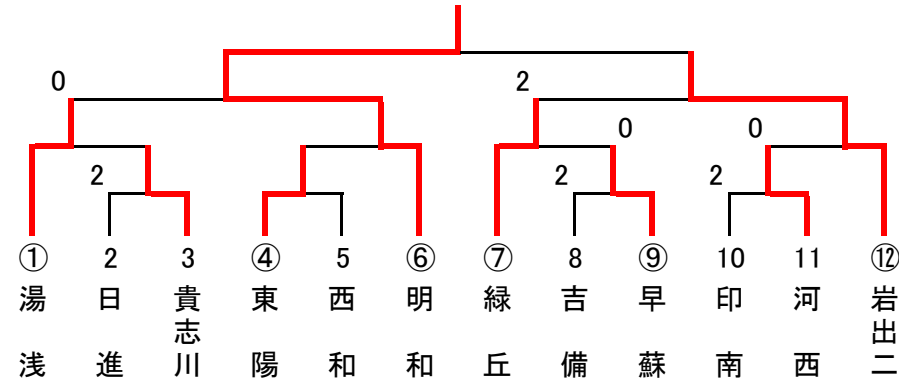 0
2
0
0
2
2
2
① 2 3 ④ 5 ⑥ ⑦ 8 ⑨ 10 11 ⑫
湯浅
日進
貴志川
東陽
西和
明和
緑丘
吉備
早蘇
印南
河西
岩出二